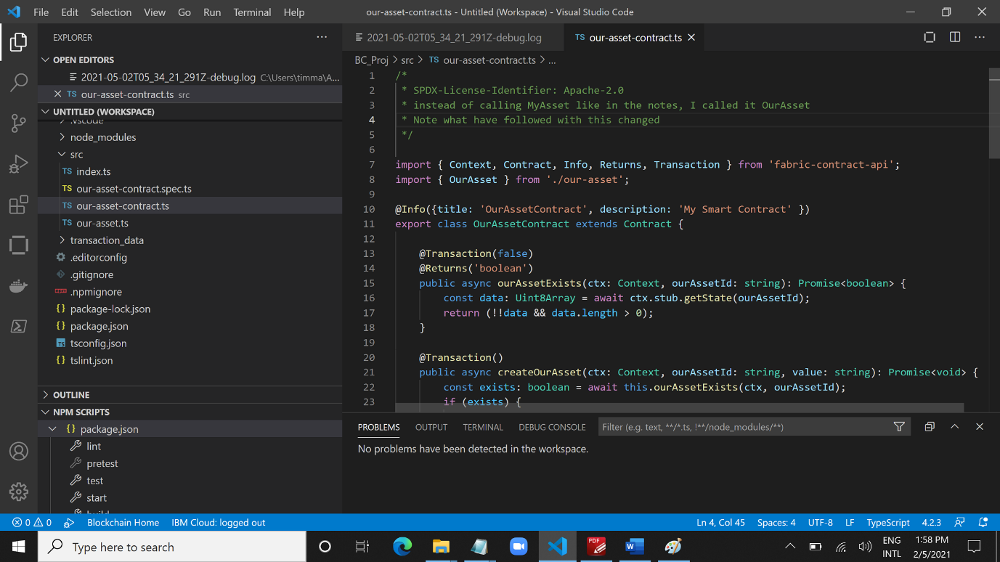 File Edit Selection View Go Run Terminal Help our-asset-contract.ts - Untitled (Workspace) - Visual Studio Code
EXPLORER
OPEN EDITORS
2021-05-02T05_34_21_291Z-debug.log C:\Users\timma\A...
TS our-asset-contract.ts src
UNTITLED (WORKSPACE)
.vscode
node_modules
src
TS index.ts
TS our-asset-contract.spec.ts
TS our-asset-contract.ts
TS our-asset.ts
transaction_data
.editorconfig
.gitignore
.npmignore
{} package-lock.json
{} package.json
TS tsconfig.json
{} tslint.json
OUTLINE
NPM SCRIPTS
{} package.json
lint
pretest
test
start
build
2021-05-02T05_34_21_291Z-debug.log TS our-asset-contract.ts
BC_Proj > src > TS our-asset-contract.ts > ...
1 /*
2 * SPDX-License-Identifier: Apache-2.0
3 * instead of calling MyAsset like in the notes, I called it OurAsset
4 * Note what have followed with this changed
5 */
6
7 import { Context, Contract, Info, Returns, Transaction } from 'fabric-contract-api';
8 import { OurAsset } from './our-asset';
9
10 @Info({title: 'OurAssetContract', description: 'My Smart Contract' })
11 export class OurAssetContract extends Contract {
12
13 @Transaction(false)
14 @Returns('boolean')
15 public async ourAssetExists(ctx: Context, ourAssetId: string): Promise<boolean> {
16 const data: Uint8Array = await ctx.stub.getState(ourAssetId);
17 return (!!data && data.length > 0);
18 }
19
20 @Transaction()
21 public async createOurAsset(ctx: Context, ourAssetId: string, value: string): Promise<void> {
22 const exists: boolean = await this.ourAssetExists(ctx, ourAssetId);
23 if (exists) {
PROBLEMS OUTPUT TERMINAL DEBUG CONSOLE Filter (e.g. text, **/*.ts, !**/node_modules/**)
No problems have been detected in the workspace.
0 0 Blockchain Home IBM Cloud: logged out Ln 4, Col 45 Spaces: 4 UTF-8 LF TypeScript 4.2.3
Type here to search PDF ENG INTL 1:58 PM 2/5/2021